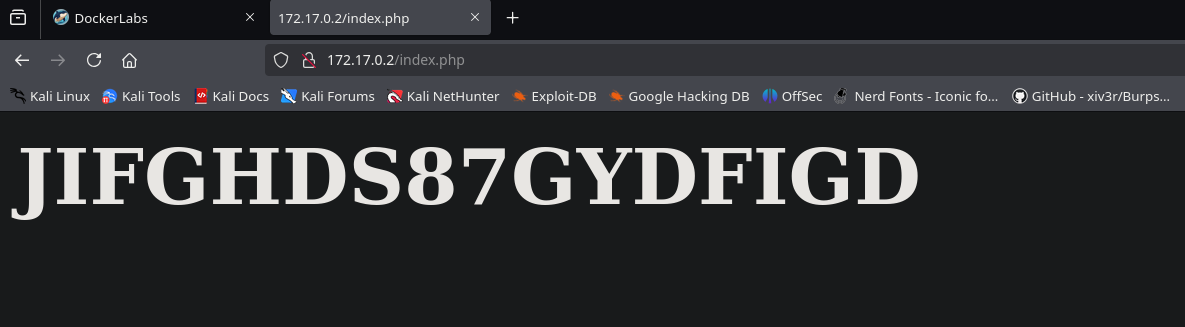 DockerLabs
172.17.0.2/index.php
172.17.0.2/index.php
Kali Linux Kali Tools Kali Docs Kali Forums Kali NetHunter Exploit-DB Google Hacking DB OffSec Nerd Fonts - Iconic fo... GitHub - xiv3r/Burps...
JIFGHDS87GYDFIGD